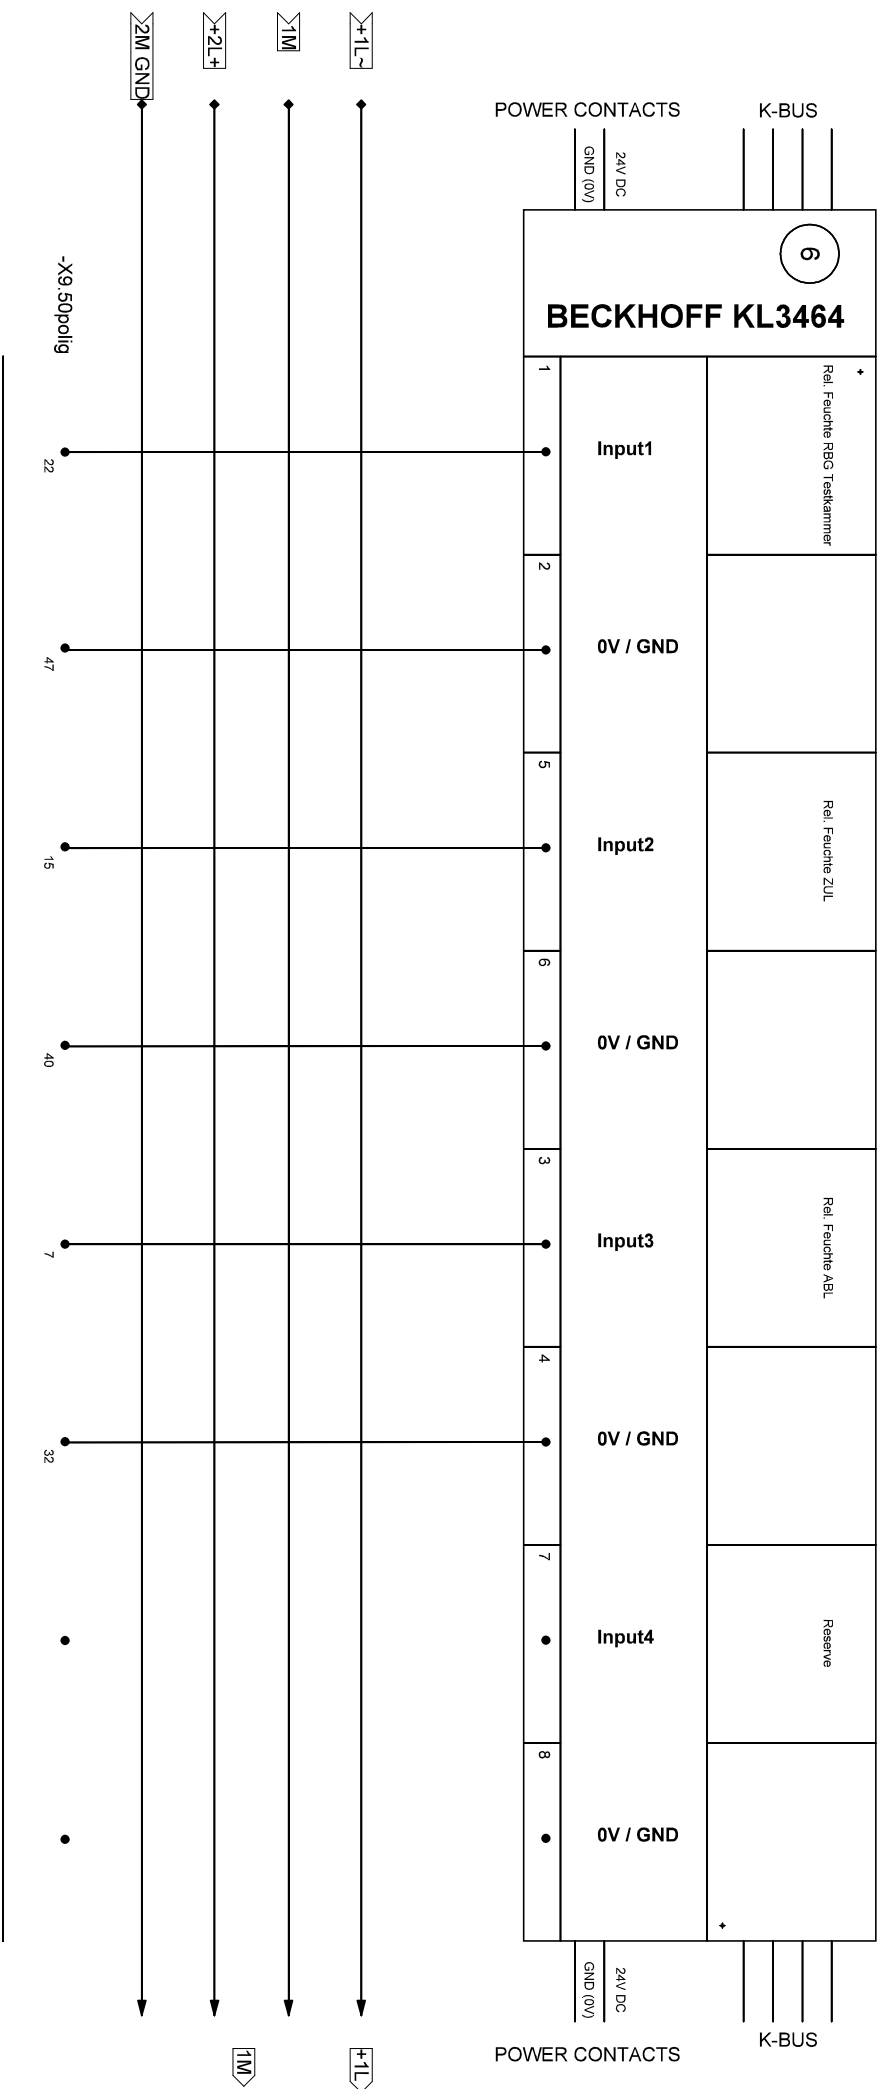 2M GND
+2L+
1M
+1L~
POWER CONTACTS
K-BUS
GND (0V)
24V DC
6
BECKHOFF KL3464
-X9.50polig
1
Input1
Rel. Feuchte RBG Testkammer
22
2
0V / GND
47
5
Input2
Rel. Feuchte ZUL
15
6
0V / GND
40
3
Input3
Rel. Feuchte ABL
7
4
0V / GND
32
7
Input4
Reserve
8
0V / GND
GND (0V)
24V DC
K-BUS
POWER CONTACTS
1M
+1L